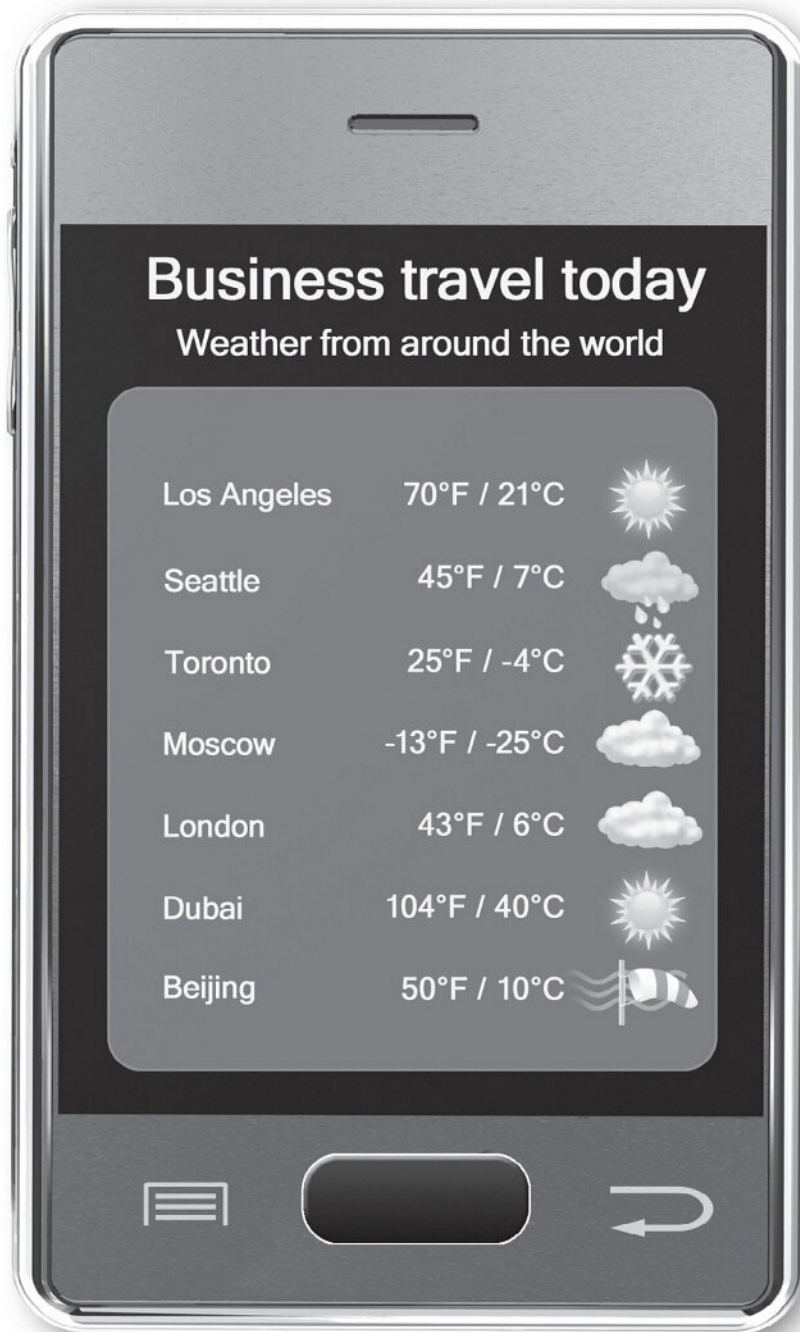 Business travel today
Weather from around the world
Los Angeles 70°F / 21°C
Seattle 45°F / 7°C
Toronto 25°F / -4°C
Moscow -13°F / -25°C
London 43°F / 6°C
Dubai 104°F / 40°C
Beijing 50°F / 10°C